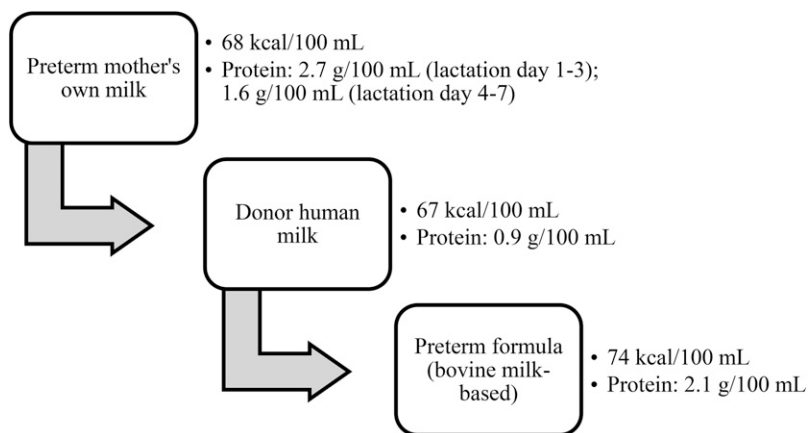 Preterm mother's
own milk
• 68 kcal/100 mL
• Protein: 2.7 g/100 mL (lactation day 1-3);
1.6 g/100 mL (lactation day 4-7)
Donor human
milk
• 67 kcal/100 mL
• Protein: 0.9 g/100 mL
Preterm formula
(bovine milk-
based)
• 74 kcal/100 mL
• Protein: 2.1 g/100 mL